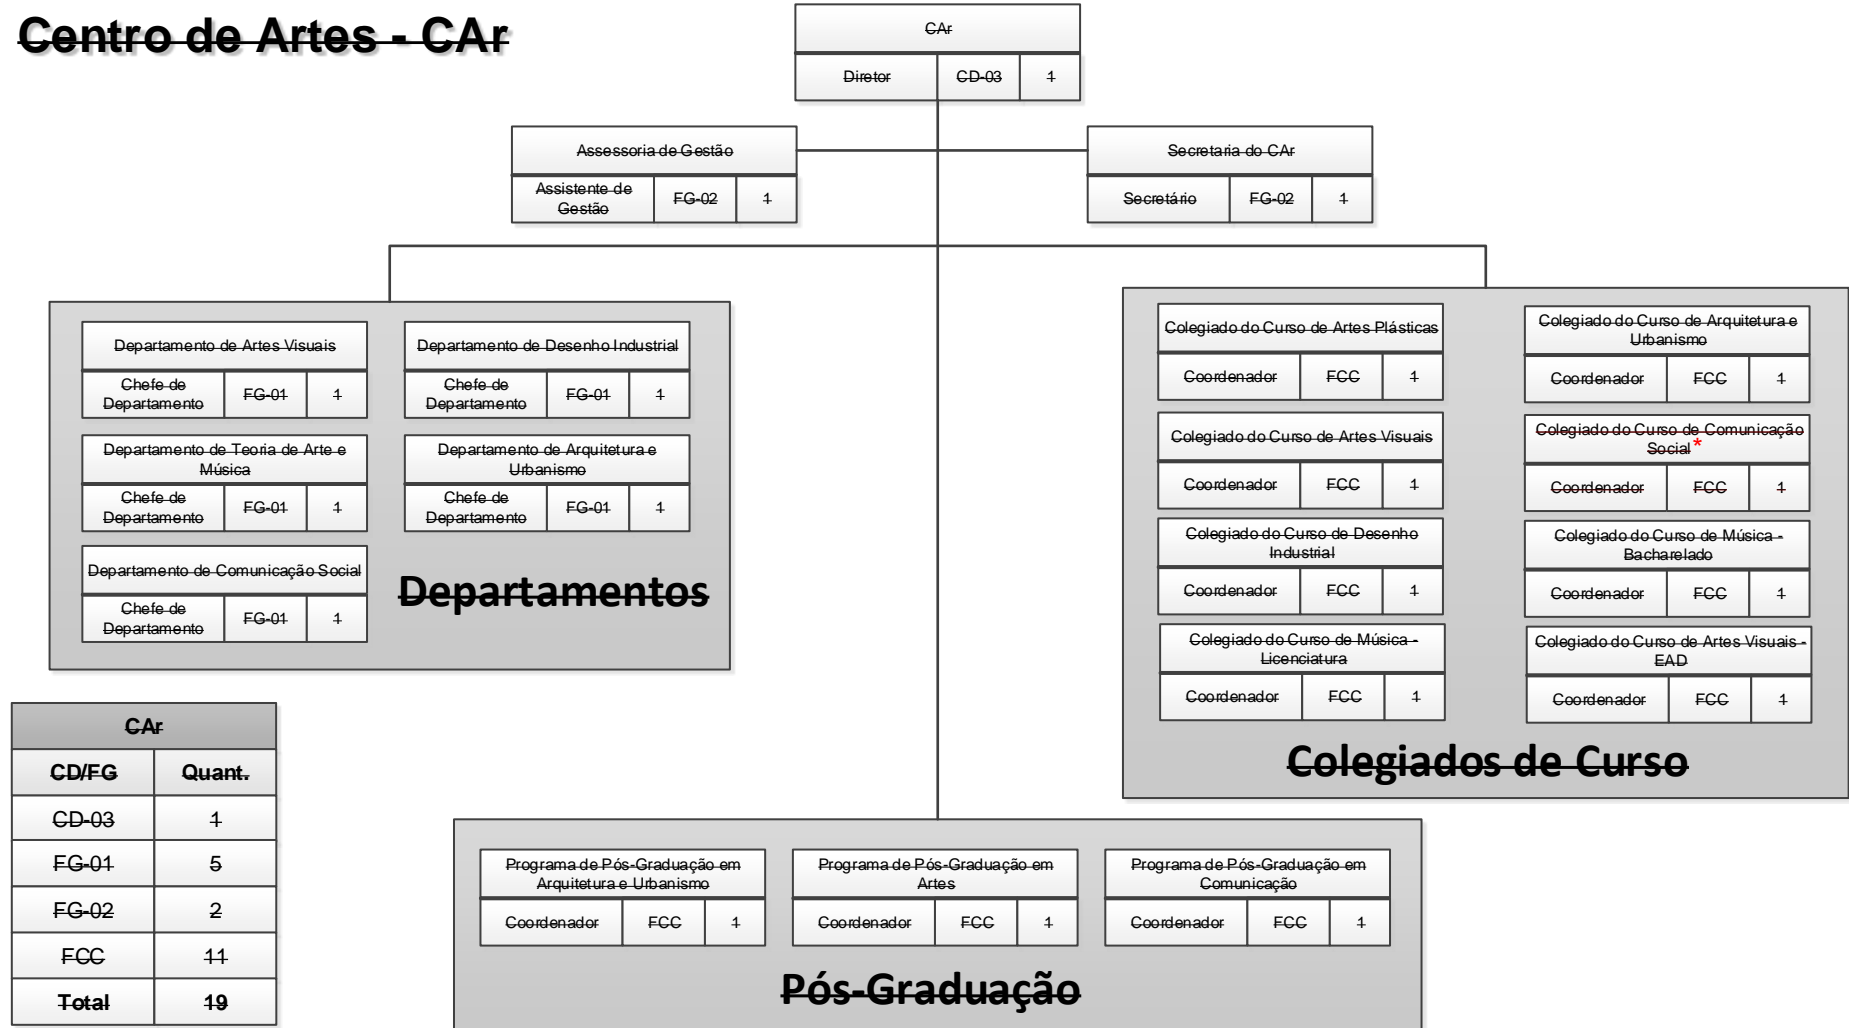 Centro de Artes - CAr
CAr
Diretor CD-03 1
Assessoria de Gestão
Assistente de
Gestão
FG-02 1
Secretaria do CAr
Secretário FG-02 1
Departamento de Artes Visuais
Chefe de
Departamento
FG-01 1
Departamento de Desenho Industrial
Chefe de
Departamento
FG-01 1
Departamento de Teoria de Arte e
Música
Chefe de
Departamento
FG-01 1
Departamento de Arquitetura e
Urbanismo
Chefe de
Departamento
FG-01 1
Departamento de Comunicação Social
Chefe de
Departamento
FG-01 1
Departamentos
Colegiado do Curso de Artes Plásticas
Coordenador FCC 1
Colegiado do Curso de Arquitetura e
Urbanismo
Coordenador FCC 1
Colegiado do Curso de Artes Visuais
Coordenador FCC 1
Colegiado do Curso de Comunicação
Social*
Coordenador FCC 1
Colegiado do Curso de Desenho
Industrial
Coordenador FCC 1
Colegiado do Curso de Música -
Bacharelado
Coordenador FCC 1
Colegiado do Curso de Música -
Licenciatura
Coordenador FCC 1
Colegiado do Curso de Artes Visuais -
EAD
Coordenador FCC 1
Colegiados de Curso
CAr
CD/FG Quant.
CD-03 1
FG-01 5
FG-02 2
FCC 11
Total 19
Programa de Pós-Graduação em
Arquitetura e Urbanismo
Coordenador FCC 1
Programa de Pós-Graduação em
Artes
Coordenador FCC 1
Programa de Pós-Graduação em
Comunicação
Coordenador FCC 1
Pós-Graduação